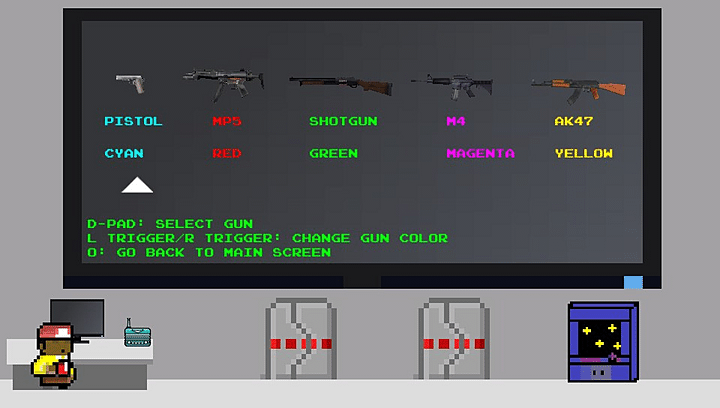 PISTOL MP5 SHOTGUN M4 AK47
CYAN RED GREEN MAGENTA YELLOW
D-PAD: SELECT GUN
L TRIGGER/R TRIGGER: CHANGE GUN COLOR
O: GO BACK TO MAIN SCREEN